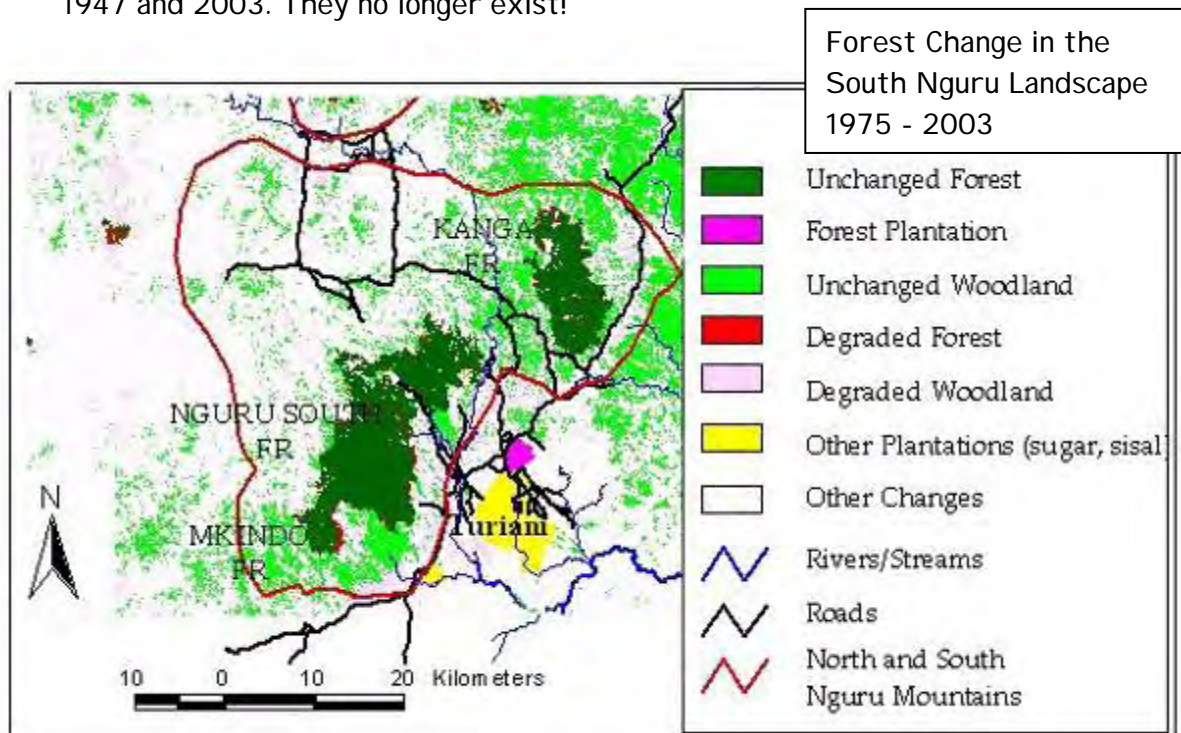 1947 and 2003. They no longer exist!
Forest Change in the
South Nguru Landscape
1975 - 2003
KANGA
FR
NGURU SOUTH
FR
MKINDO
FR
Turiani
N
10 0 10 20 Kilometers
Unchanged Forest
Forest Plantation
Unchanged Woodland
Degraded Forest
Degraded Woodland
Other Plantations (sugar, sisal)
Other Changes
Rivers/Streams
Roads
North and South
Nguru Mountains